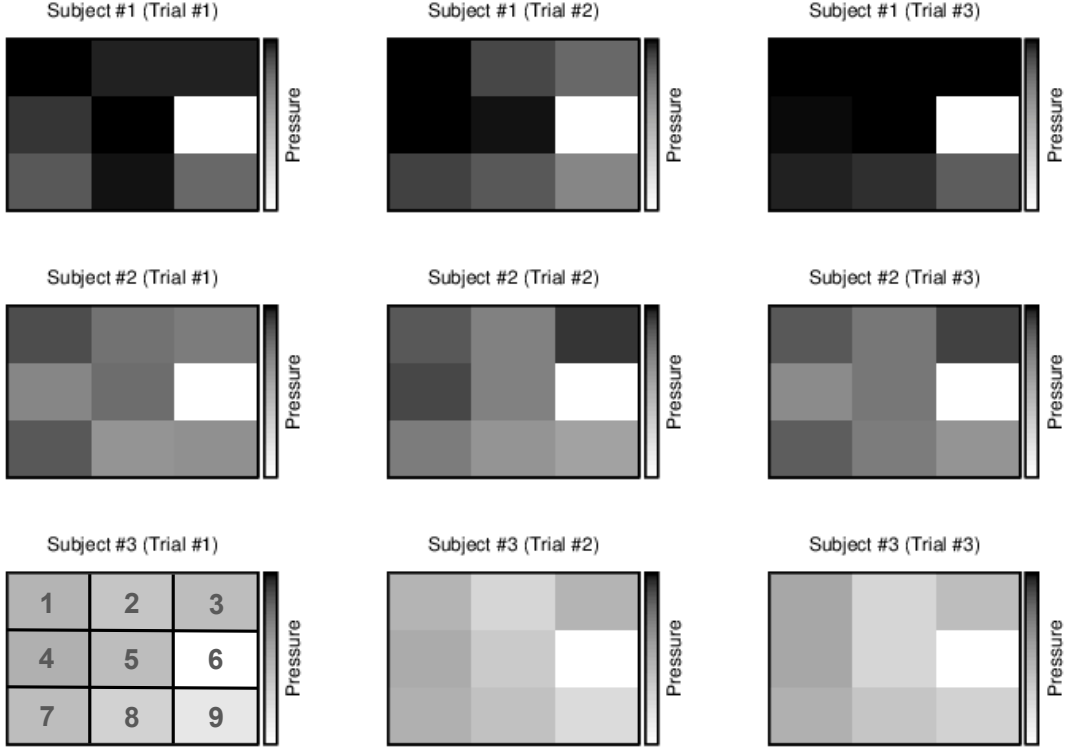 Subject #1 (Trial #1)
Subject #1 (Trial #2)
Subject #1 (Trial #3)
Pressure
Pressure
Pressure
Subject #2 (Trial #1)
Subject #2 (Trial #2)
Subject #2 (Trial #3)
Pressure
Pressure
Pressure
Subject #3 (Trial #1)
Subject #3 (Trial #2)
Subject #3 (Trial #3)
1 2 3
4 5 6
7 8 9
Pressure
Pressure
Pressure